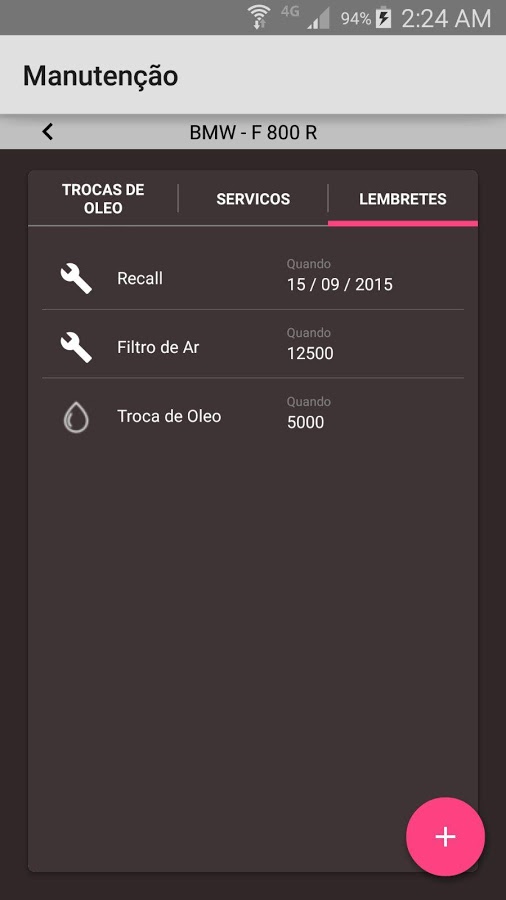 4G 94% 2:24 AM
Manutenção
BMW - F 800 R
TROCAS DE
OLEO
SERVICOS
LEMBRETES
Recall
Quando
15 / 09 / 2015
Filtro de Ar
Quando
12500
Troca de Oleo
Quando
5000
+